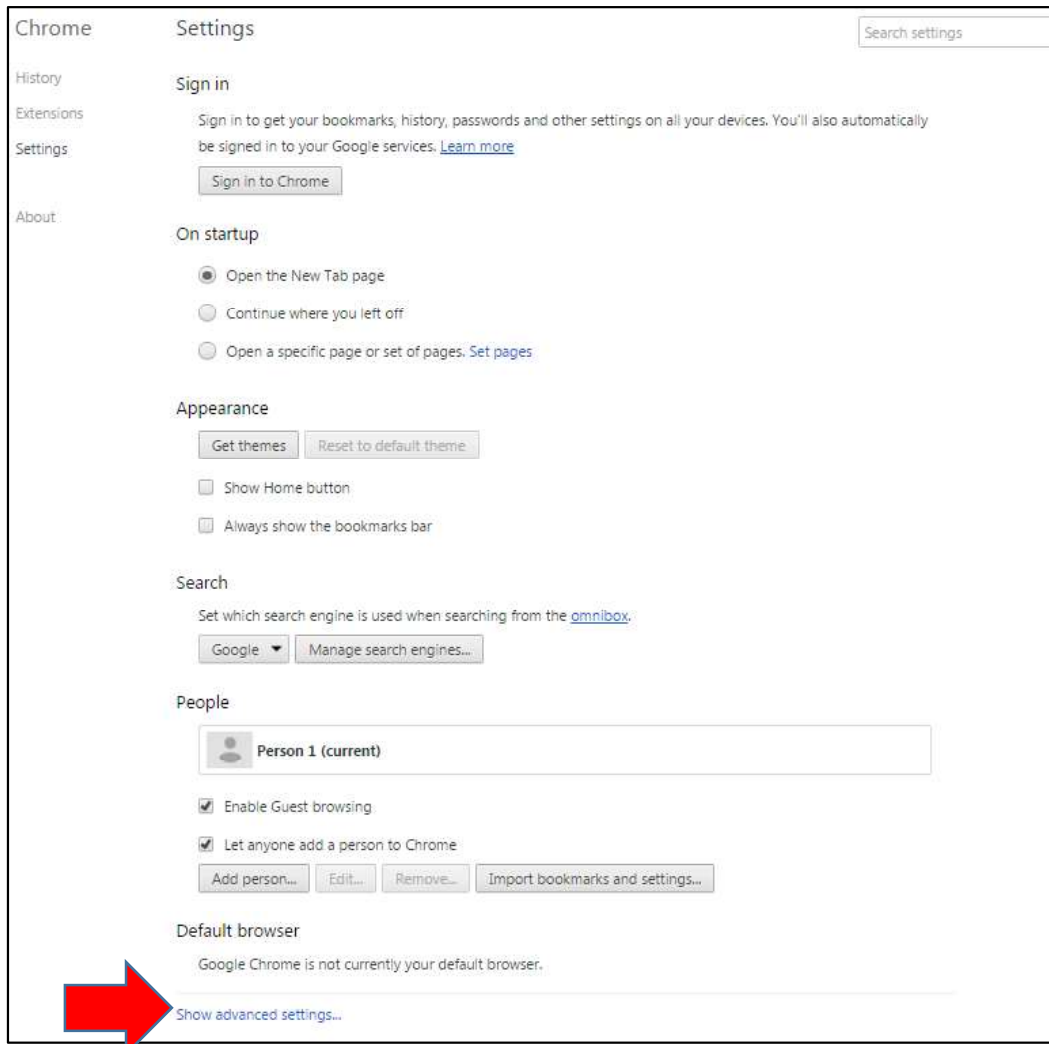 Chrome
Settings
Search settings
History
Extensions
Settings
About
Sign in
Sign in to get your bookmarks, history, passwords and other settings on all your devices. You'll also automatically
be signed in to your Google services. Learn more
Sign in to Chrome
On startup
Open the New Tab page
Continue where you left off
Open a specific page or set of pages. Set pages
Appearance
Get themes Reset to default theme
Show Home button
Always show the bookmarks bar
Search
Set which search engine is used when searching from the omnibox.
Google Manage search engines...
People
Person 1 (current)
Enable Guest browsing
Let anyone add a person to Chrome
Add person... Edit... Remove... Import bookmarks and settings...
Default browser
Google Chrome is not currently your default browser.
Show advanced settings...